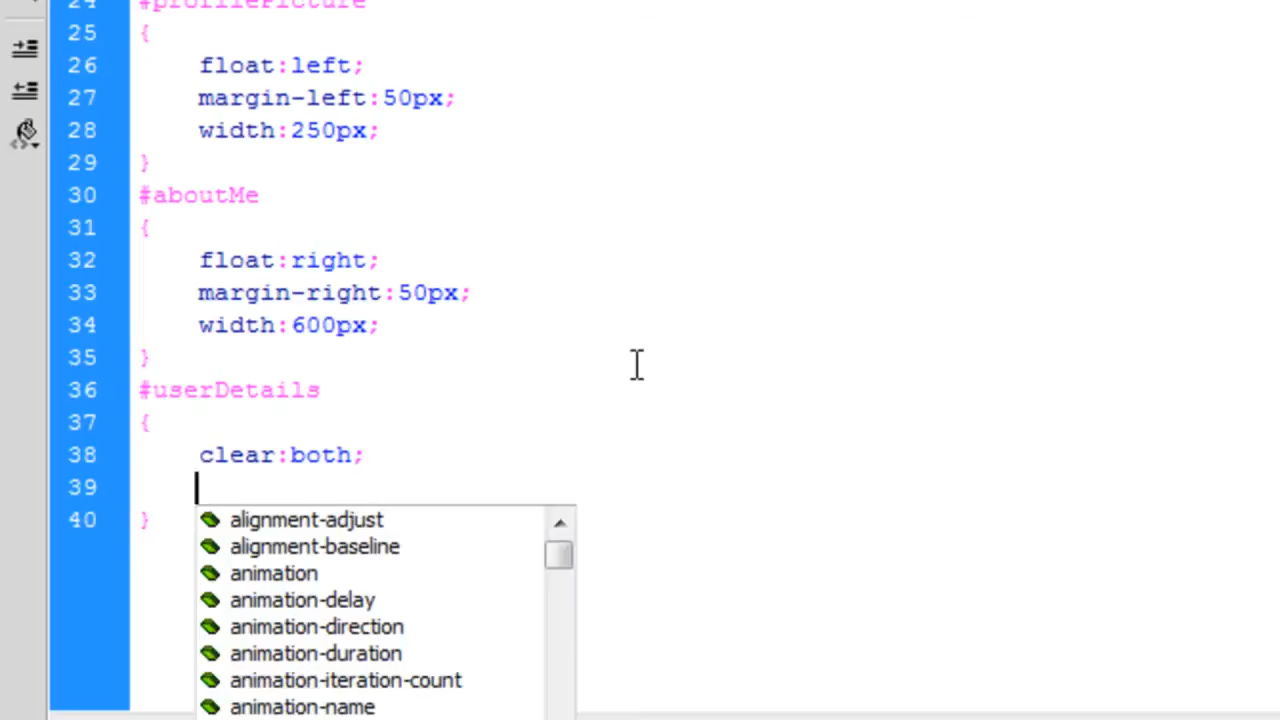 24 #profilePicture
25 {
26 float:left;
27 margin-left:50px;
28 width:250px;
29 }
30 #aboutMe
31 {
32 float:right;
33 margin-right:50px;
34 width:600px;
35 }
36 #userDetails
37 {
38 clear:both;
39
40 }
alignment-adjust
alignment-baseline
animation
animation-delay
animation-direction
animation-duration
animation-iteration-count
animation-name